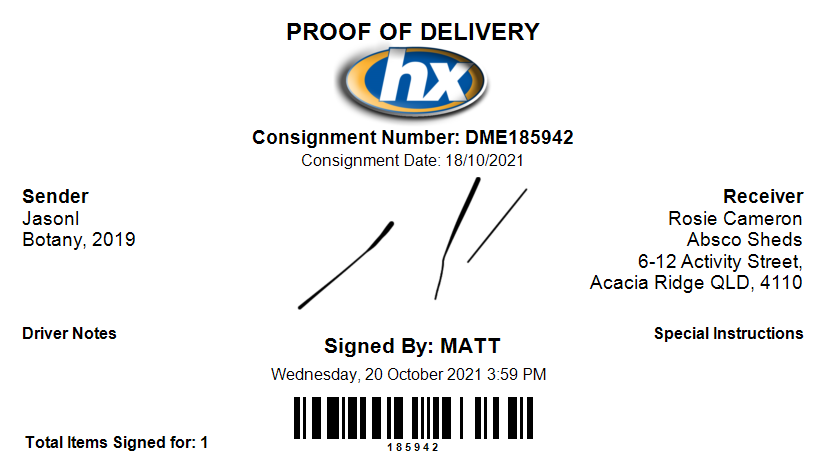 PROOF OF DELIVERY
hx
Consignment Number: DME185942
Consignment Date: 18/10/2021
Sender
JasonI
Botany, 2019
Receiver
Rosie Cameron
Absco Sheds
6-12 Activity Street,
Acacia Ridge QLD, 4110
Driver Notes
Signed By: MATT
Wednesday, 20 October 2021 3:59 PM
Special Instructions
185942
Total Items Signed for: 1